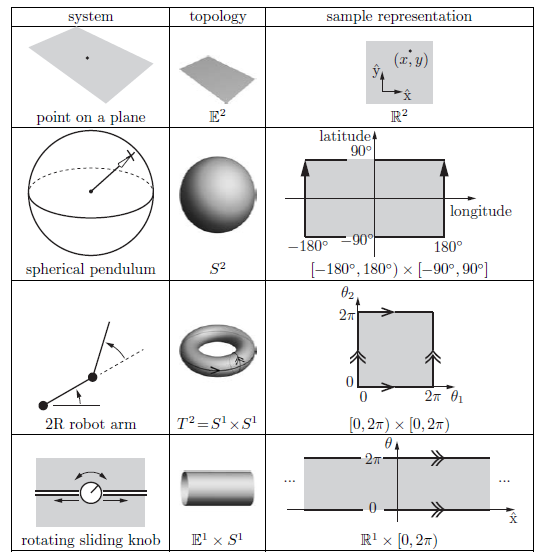 system topology sample representation
(x, y)
ŷ
x̂
point on a plane 𝔼² ℝ²
latitude
90°
longitude
−180° −90° 180°
spherical pendulum S² [−180°, 180°) × [−90°, 90°]
θ₂
2π
0
0 2π θ₁
2R robot arm T² = S¹ × S¹ [0, 2π) × [0, 2π)
θ
2π
... ...
0
x̂
rotating sliding knob 𝔼¹ × S¹ ℝ¹ × [0, 2π)